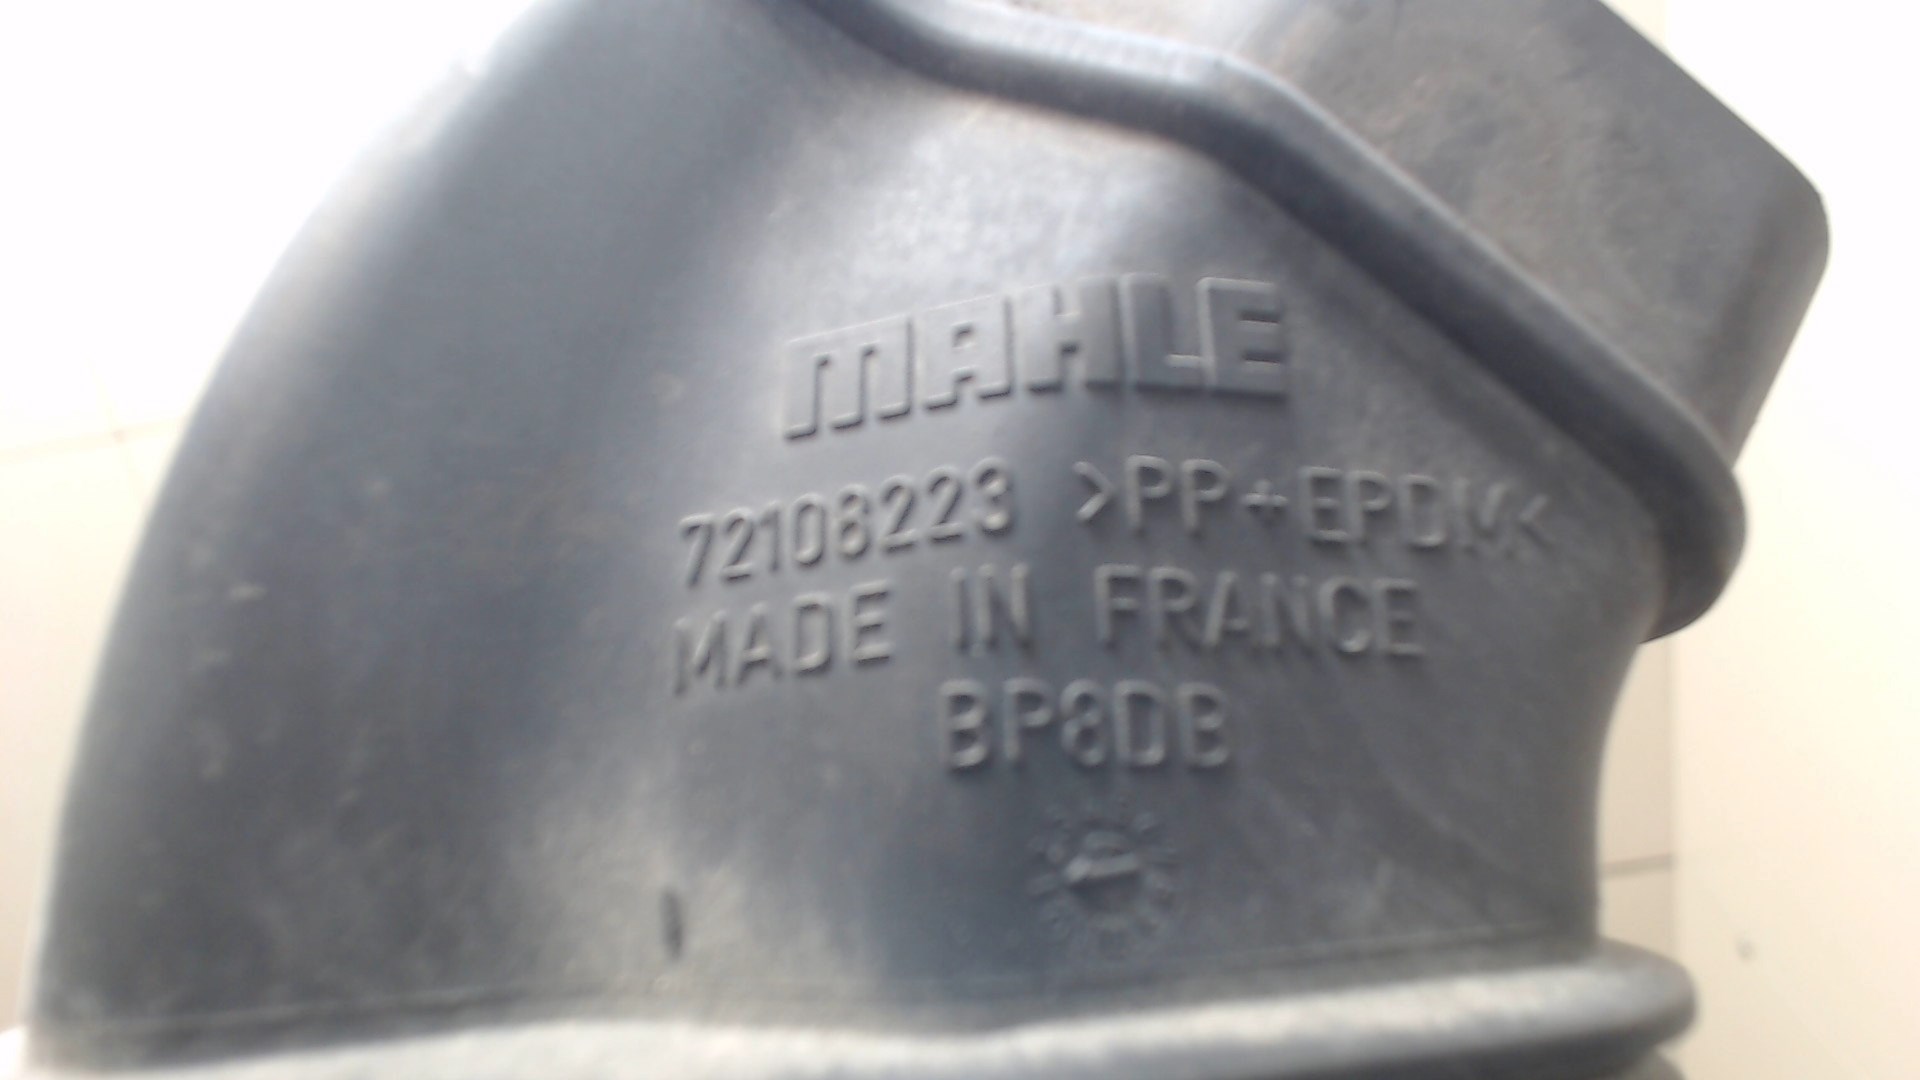 MAHLE
72108223 >PP+EPDM<
MADE IN FRANCE
BP8DB